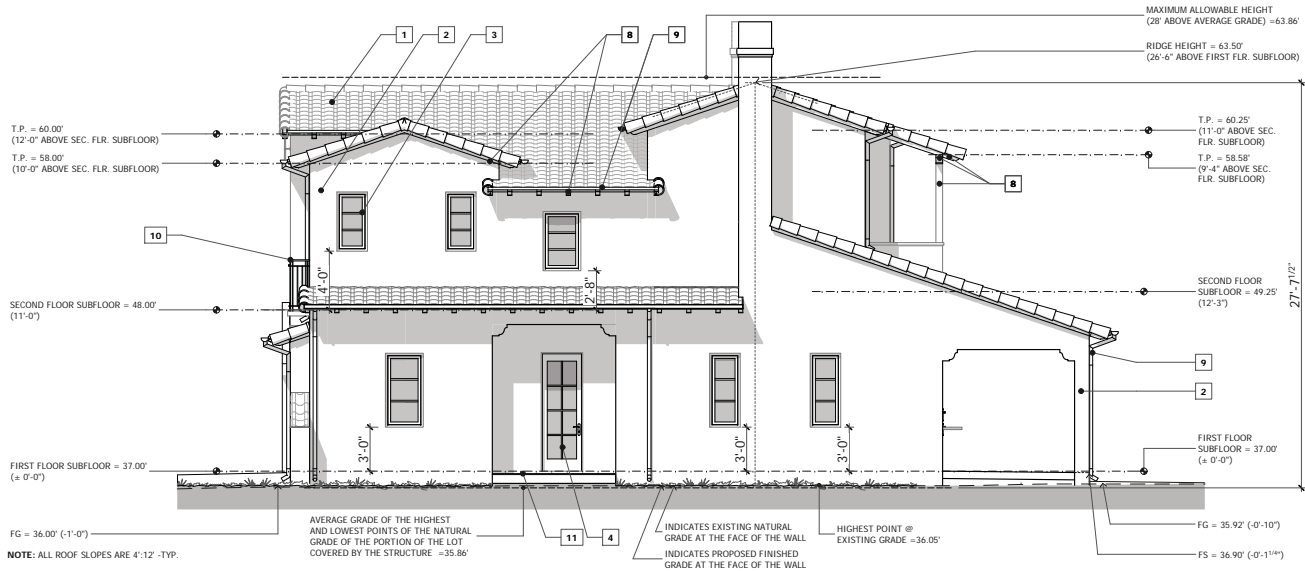 MAXIMUM ALLOWABLE HEIGHT
(28' ABOVE AVERAGE GRADE) =63.86'
RIDGE HEIGHT = 63.50'
(26'-6" ABOVE FIRST FLR. SUBFLOOR)
1
2
3
8
9
T.P. = 60.00'
(12'-0" ABOVE SEC. FLR. SUBFLOOR)
T.P. = 58.00'
(10'-0" ABOVE SEC. FLR. SUBFLOOR)
T.P. = 60.25'
(11'-0" ABOVE SEC.
FLR. SUBFLOOR)
T.P. = 58.58'
(9'-4" ABOVE SEC.
FLR. SUBFLOOR)
8
10
4'-0"
2'-8"
SECOND FLOOR SUBFLOOR = 48.00'
(11'-0")
SECOND FLOOR
SUBFLOOR = 49.25'
(12'-3")
27'-7 1/2"
9
2
3'-0"
3'-0"
3'-0"
FIRST FLOOR SUBFLOOR = 37.00'
(± 0'-0")
FIRST FLOOR
SUBFLOOR = 37.00'
(± 0'-0")
FG = 36.00' (-1'-0")
AVERAGE GRADE OF THE HIGHEST
AND LOWEST POINTS OF THE NATURAL
GRADE OF THE PORTION OF THE LOT
COVERED BY THE STRUCTURE =35.86'
11
4
INDICATES EXISTING NATURAL
GRADE AT THE FACE OF THE WALL
INDICATES PROPOSED FINISHED
GRADE AT THE FACE OF THE WALL
HIGHEST POINT @
EXISTING GRADE =36.05'
FG = 35.92' (-0'-10")
FS = 36.90' (-0'-1 1/4")
NOTE: ALL ROOF SLOPES ARE 4':12' -TYP.